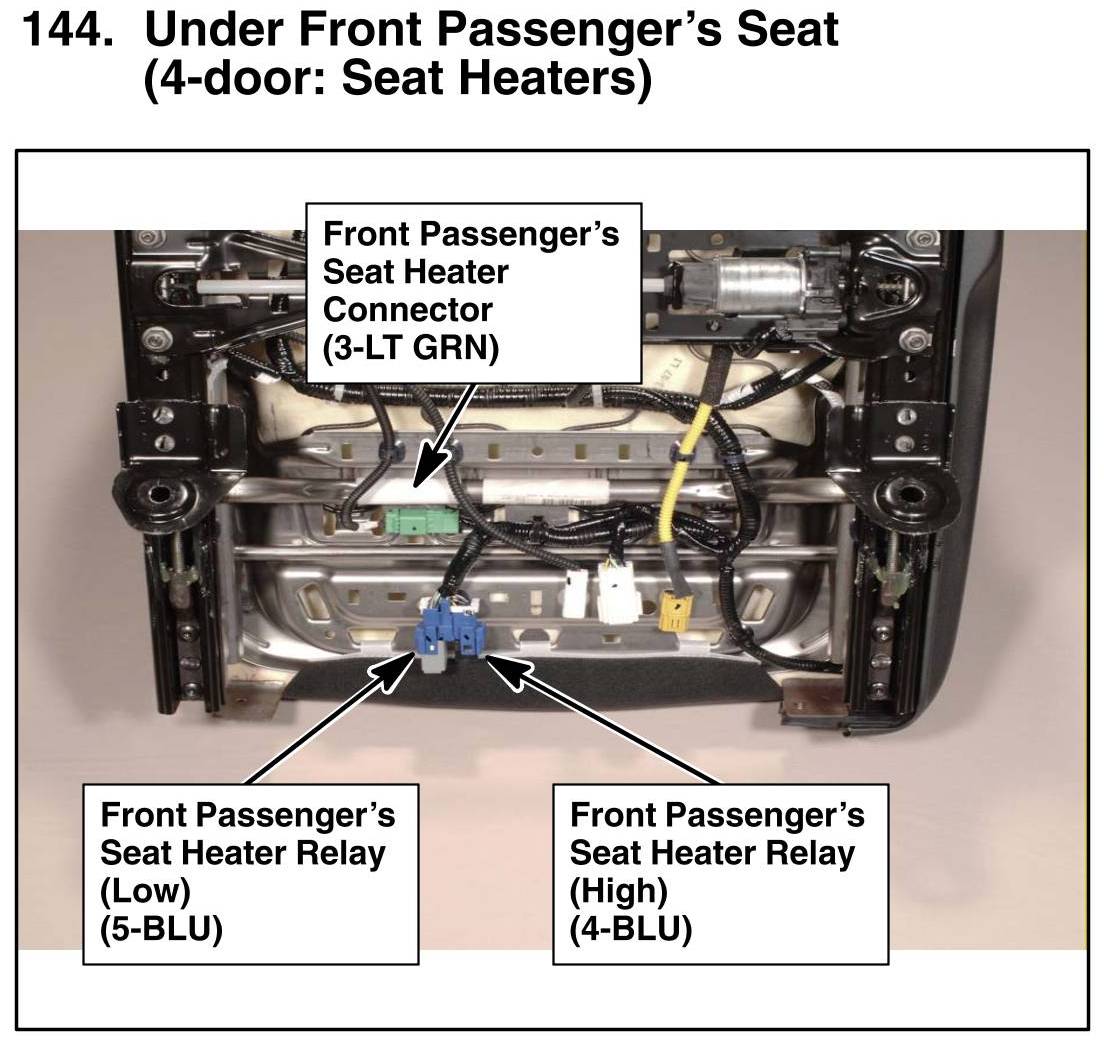 144. Under Front Passenger’s Seat
(4-door: Seat Heaters)
Front Passenger’s
Seat Heater
Connector
(3-LT GRN)
Front Passenger’s
Seat Heater Relay
(Low)
(5-BLU)
Front Passenger’s
Seat Heater Relay
(High)
(4-BLU)